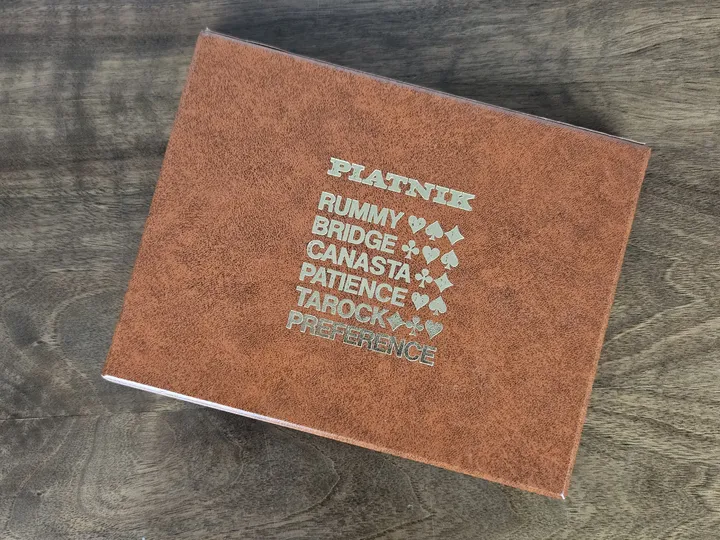 PIATNIK
RUMMY ♥♠♦
BRIDGE ♣♥♠
CANASTA ♣♦
PATIENCE ♥♠
TAROCK ♦♣♥
PREFERENCE